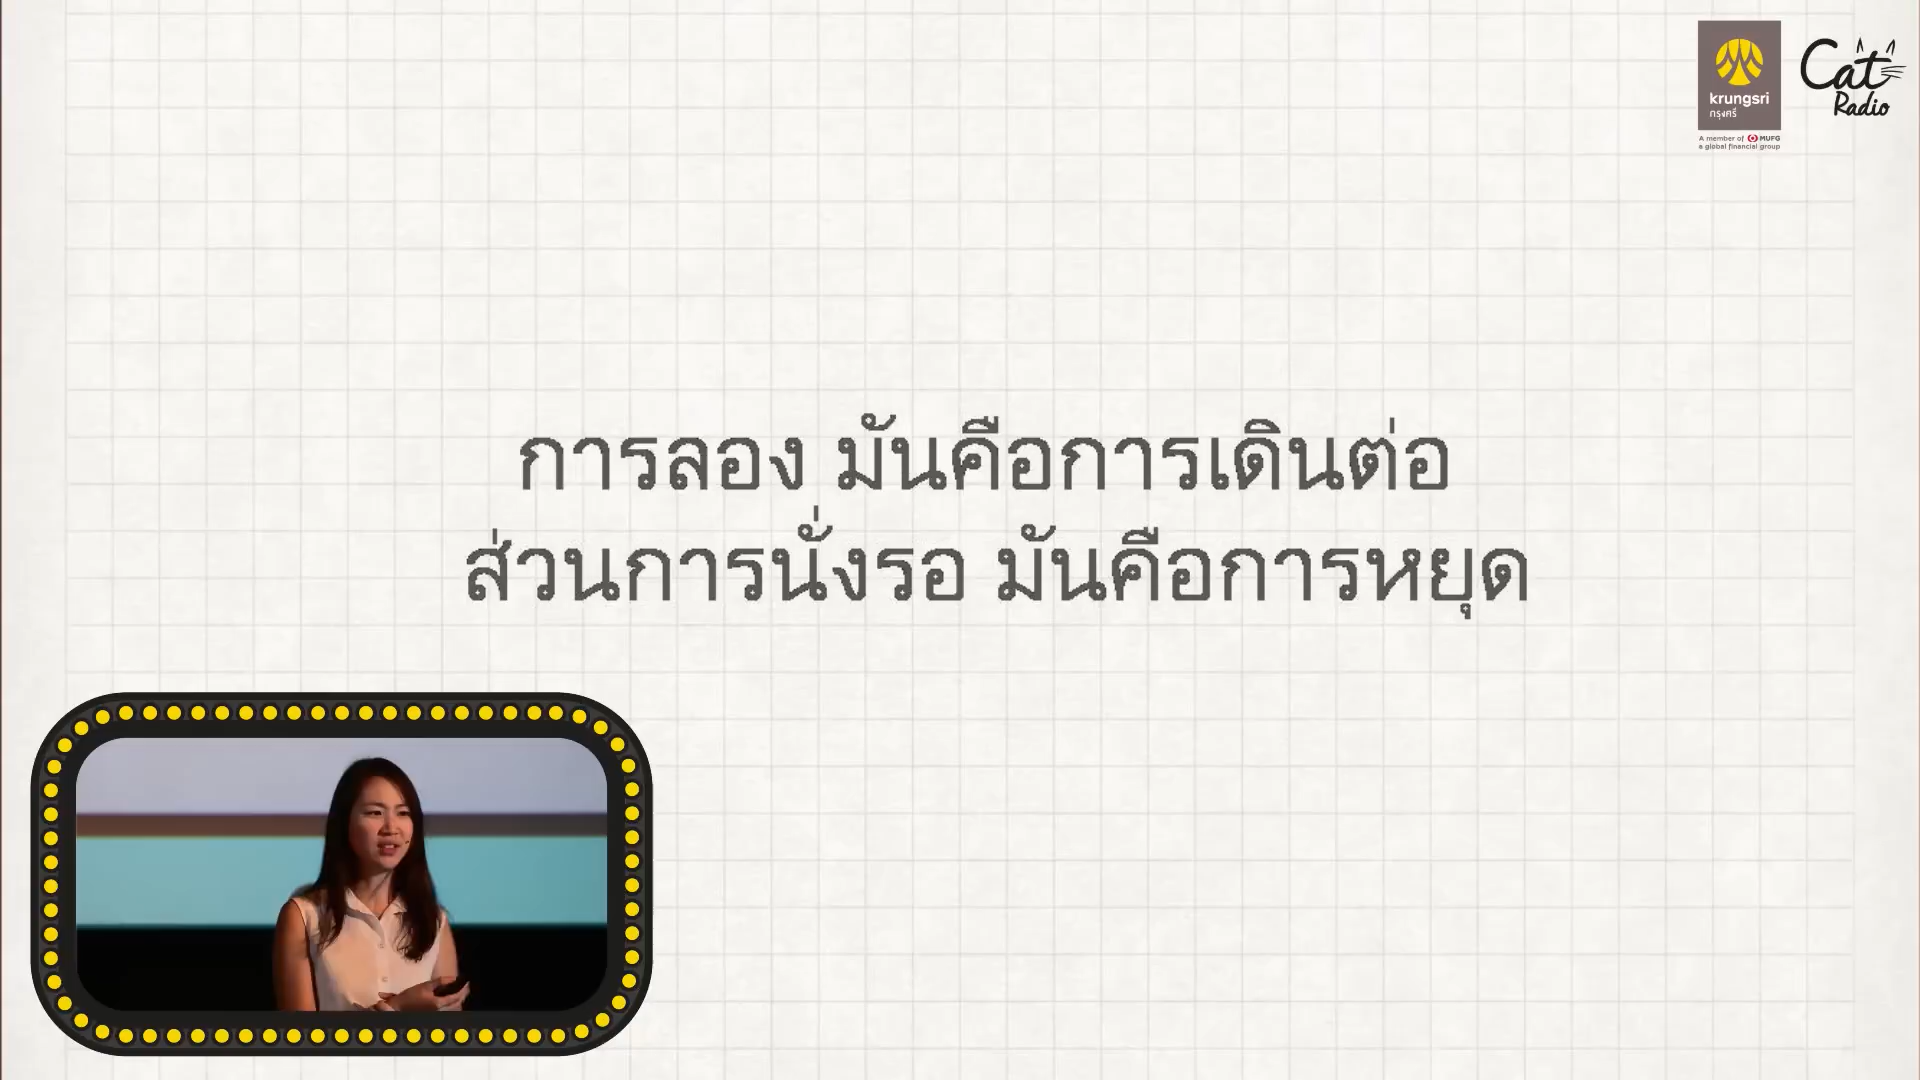 krungsri
กรุงศรี
A member of MUFG
a global financial group
Cat
Radio
การลอง มันคือการเดินต่อ
ส่วนการนั่งรอ มันคือการหยุด